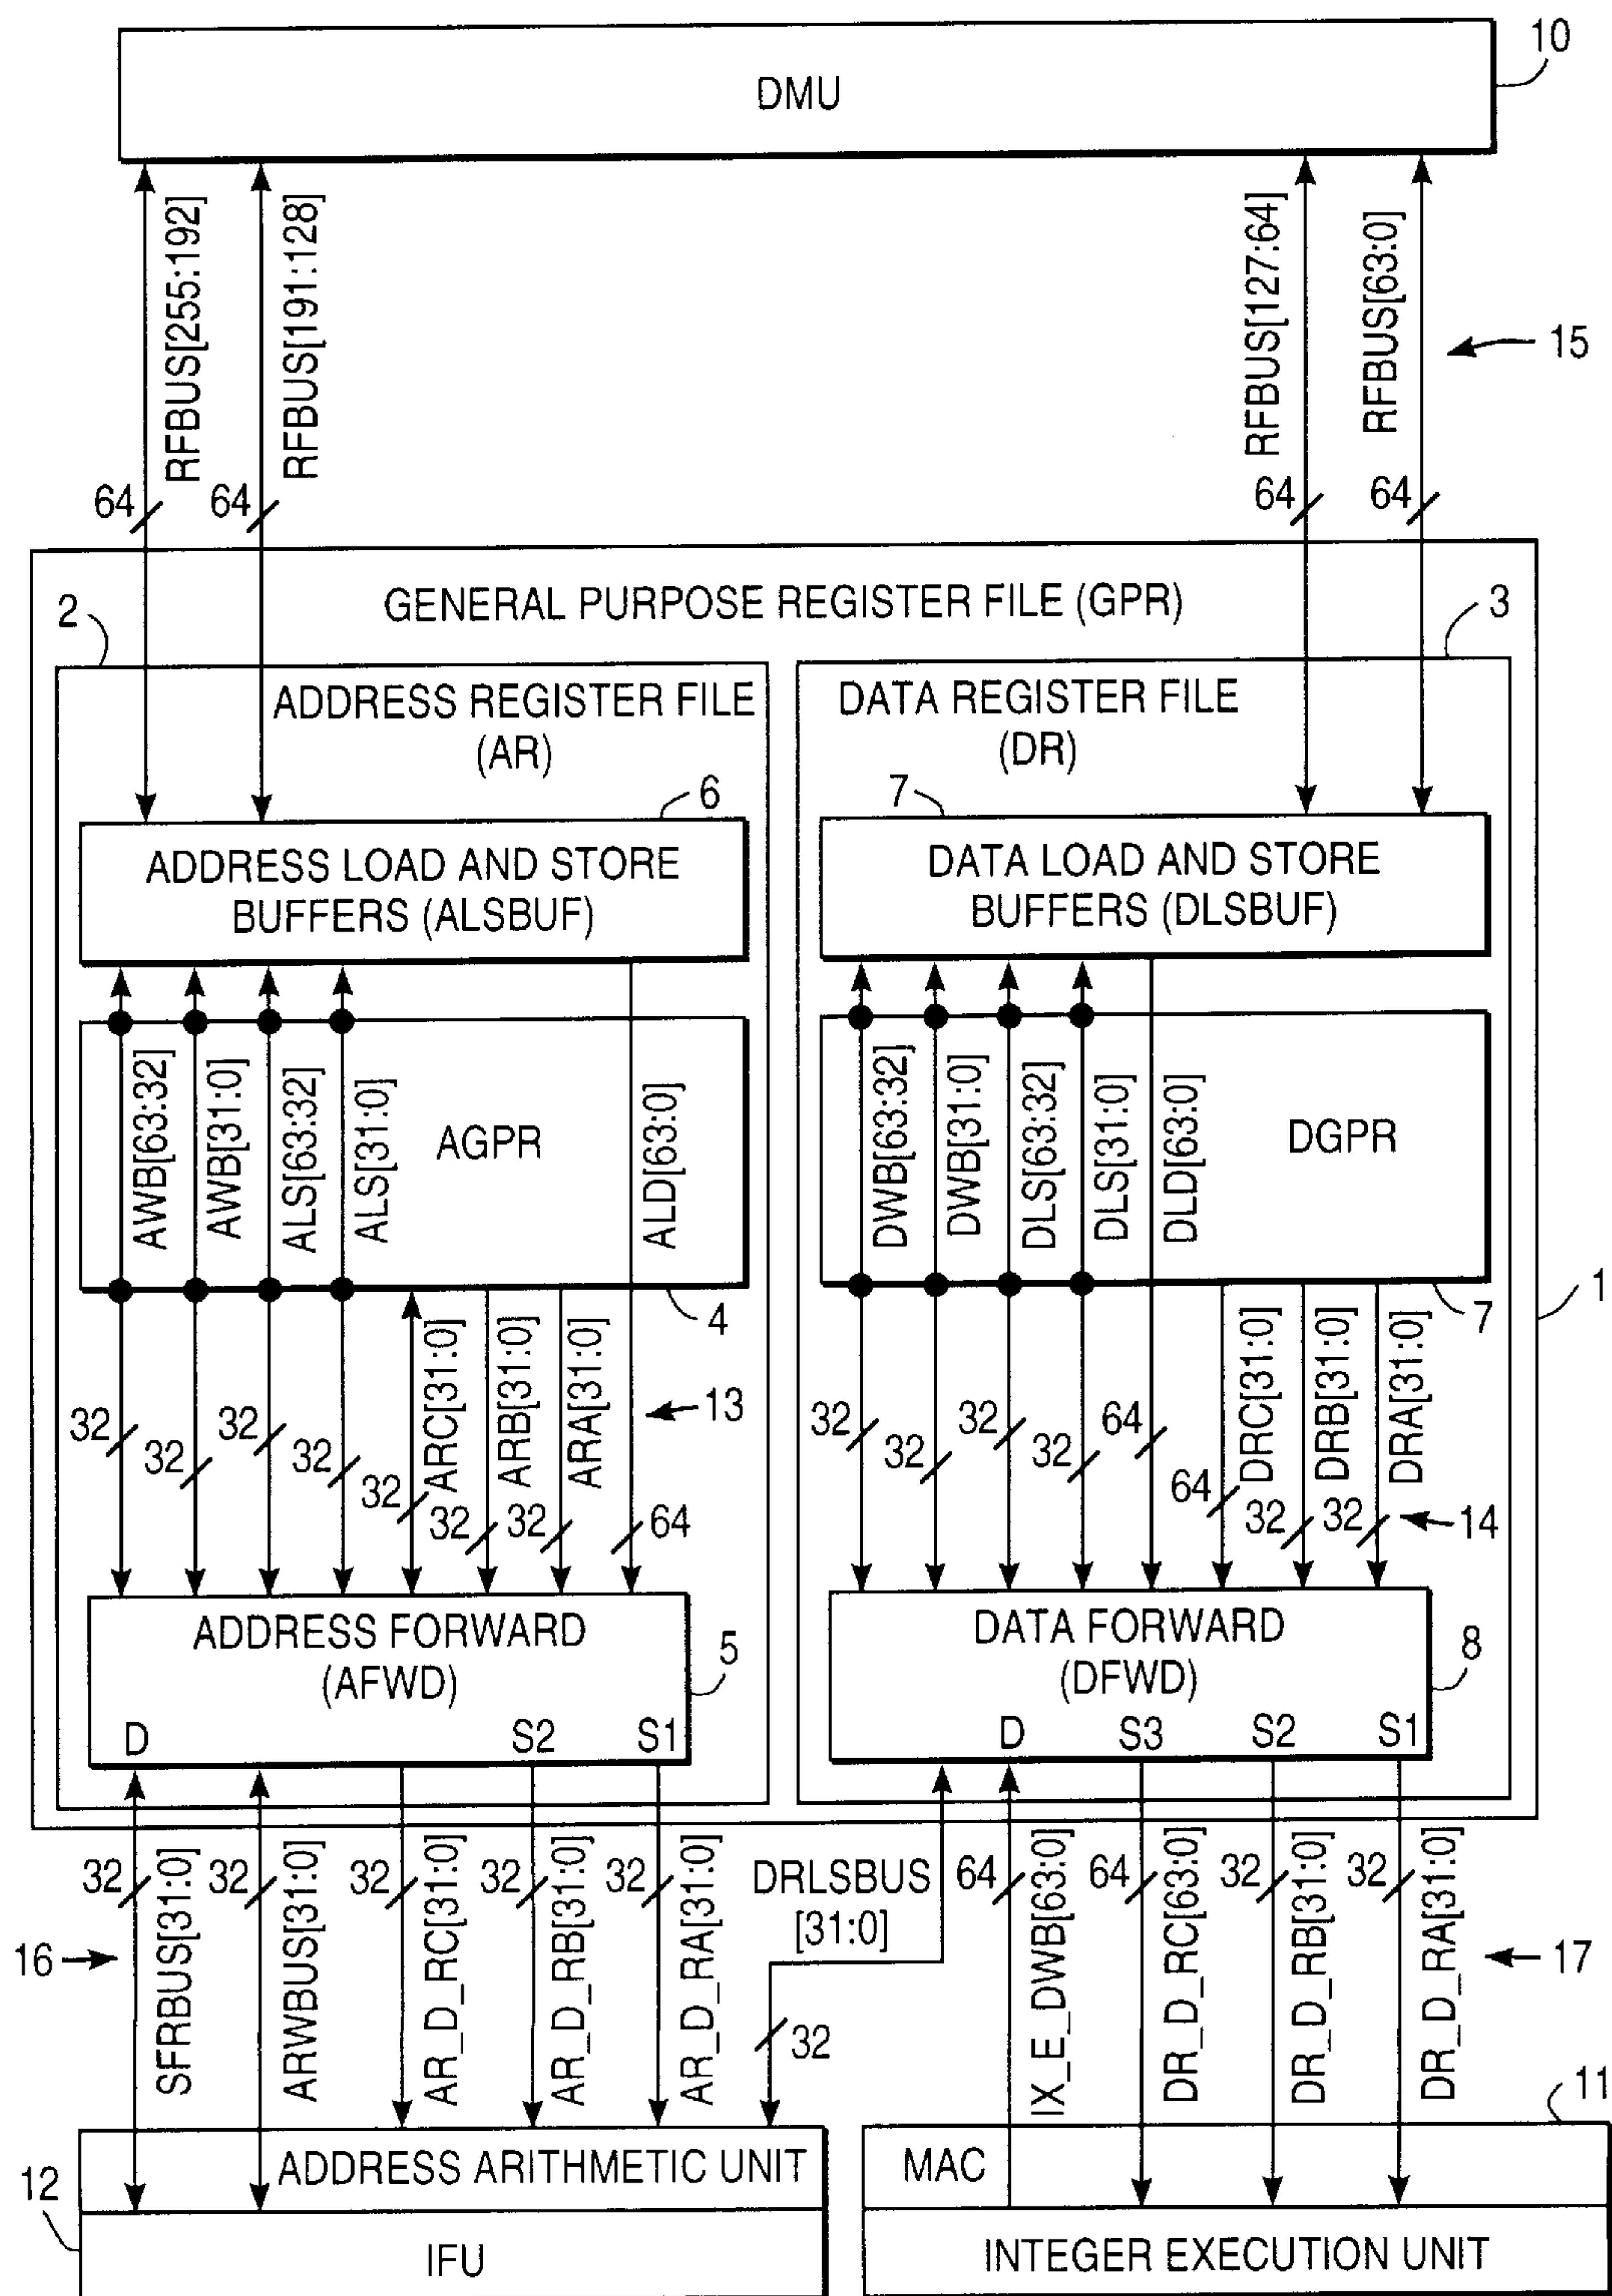 10
DMU
RFBUS[255:192]
RFBUS[191:128]
RFBUS[127:64]
RFBUS[63:0]
15
64
64
64
64
GENERAL PURPOSE REGISTER FILE (GPR)
2
3
ADDRESS REGISTER FILE
(AR)
DATA REGISTER FILE
(DR)
6
7
ADDRESS LOAD AND STORE
BUFFERS (ALSBUF)
DATA LOAD AND STORE
BUFFERS (DLSBUF)
AWB[63:32]
AWB[31:0]
ALS[63:32]
ALS[31:0]
AGPR
ALD[63:0]
DWB[63:32]
DWB[31:0]
DLS[63:32]
DLS[31:0]
DLD[63:0]
DGPR
4
7
1
ARC[31:0]
ARB[31:0]
ARA[31:0]
13
DRC[31:0]
DRB[31:0]
DRA[31:0]
14
32
32
32
32
32
32
32
64
32
32
32
32
64
64
32
32
ADDRESS FORWARD
(AFWD)
5
D
S2
S1
DATA FORWARD
(DFWD)
8
D
S3
S2
S1
32
32
32
32
32
DRLSBUS
[31:0]
64
64
32
32
16
SFRBUS[31:0]
ARWBUS[31:0]
AR_D_RC[31:0]
AR_D_RB[31:0]
AR_D_RA[31:0]
32
IX_E_DWB[63:0]
DR_D_RC[63:0]
DR_D_RB[31:0]
DR_D_RA[31:0]
17
11
12
ADDRESS ARITHMETIC UNIT
IFU
MAC
INTEGER EXECUTION UNIT